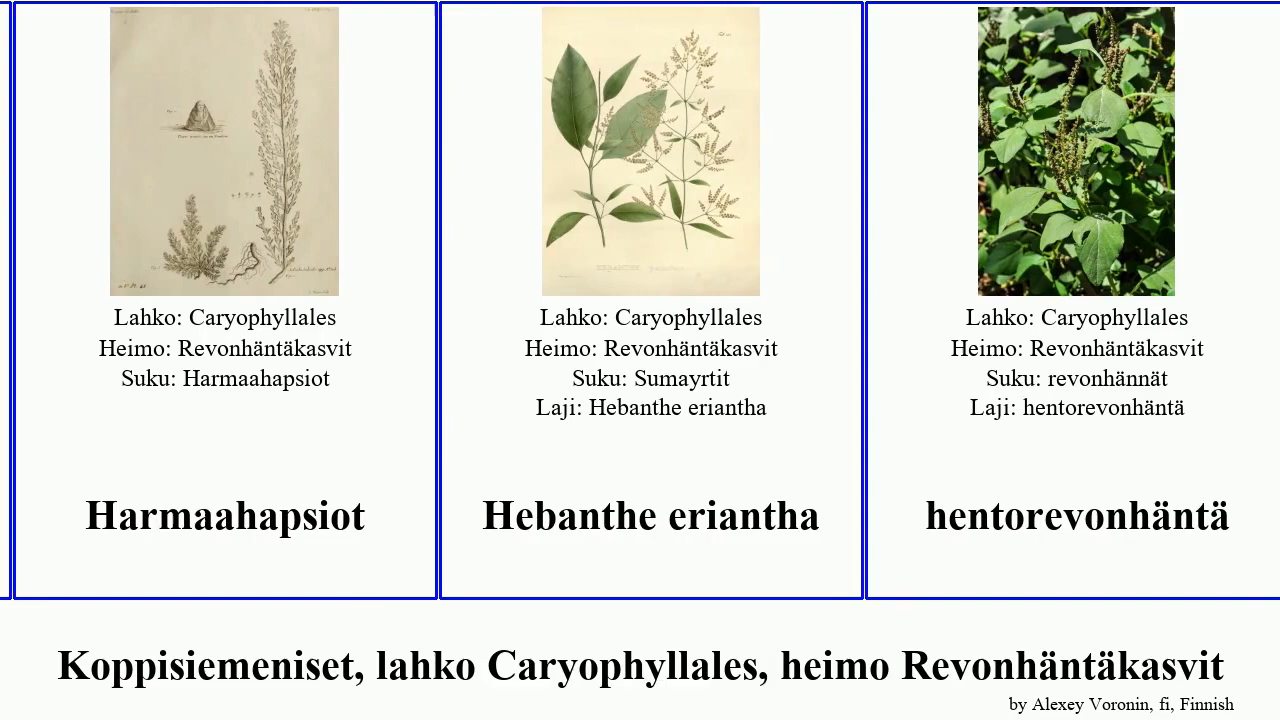 Lahko: Caryophyllales
Heimo: Revonhäntäkasvit
Suku: Harmaahapsiot
Harmaahapsiot
Lahko: Caryophyllales
Heimo: Revonhäntäkasvit
Suku: Sumayrtit
Laji: Hebanthe eriantha
Hebanthe eriantha
Lahko: Caryophyllales
Heimo: Revonhäntäkasvit
Suku: revonhännät
Laji: hentorevonhäntä
hentorevonhäntä
Koppisiemeniset, lahko Caryophyllales, heimo Revonhäntäkasvit
by Alexey Voronin, fi, Finnish